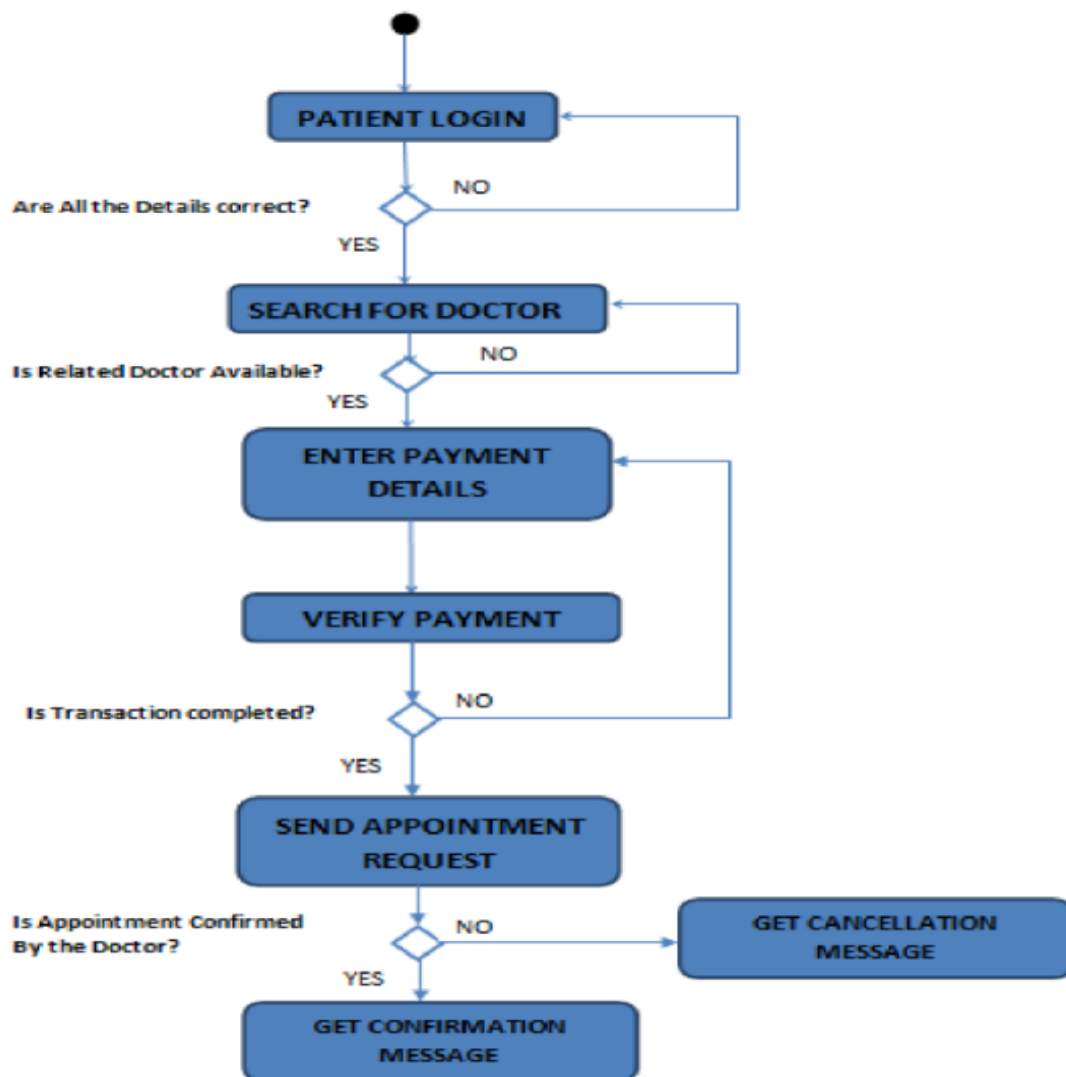 PATIENT LOGIN
NO
Are All the Details correct?
YES
SEARCH FOR DOCTOR
NO
Is Related Doctor Available?
YES
ENTER PAYMENT
DETAILS
VERIFY PAYMENT
NO
Is Transaction completed?
YES
SEND APPOINTMENT
REQUEST
Is Appointment Confirmed
By the Doctor?
NO
GET CANCELLATION
MESSAGE
YES
GET CONFIRMATION
MESSAGE